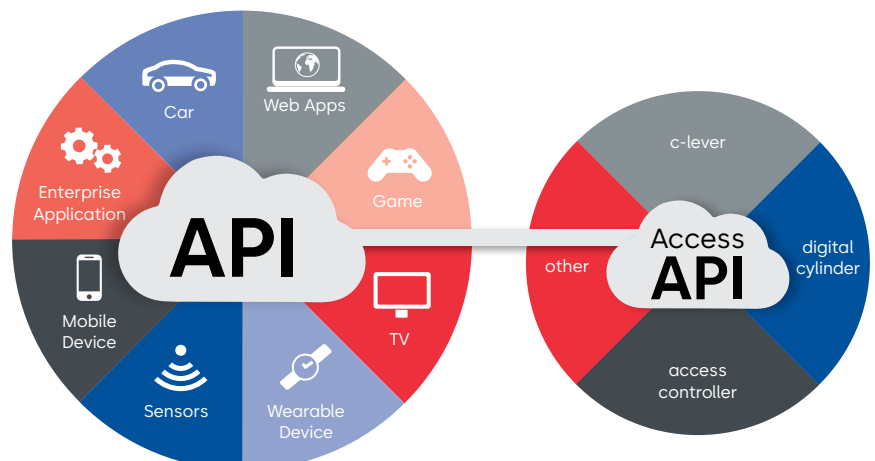 Car
Web Apps
Enterprise
Application
Game
API
Mobile
Device
TV
Sensors
Wearable
Device
c-lever
other
Access
API
digital
cylinder
access
controller